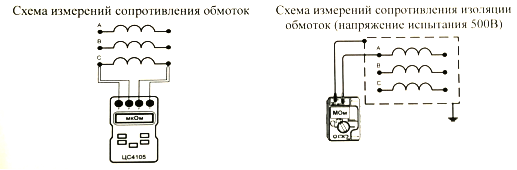 Схема измерений сопротивления обмоток
A
B
C
мкОм
ЦС4105
Схема измерений сопротивления изоляции
обмоток (напряжение испытания 500В)
A
B
C
МОм